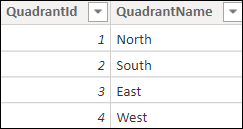 QuadrantId QuadrantName
1 North
2 South
3 East
4 West